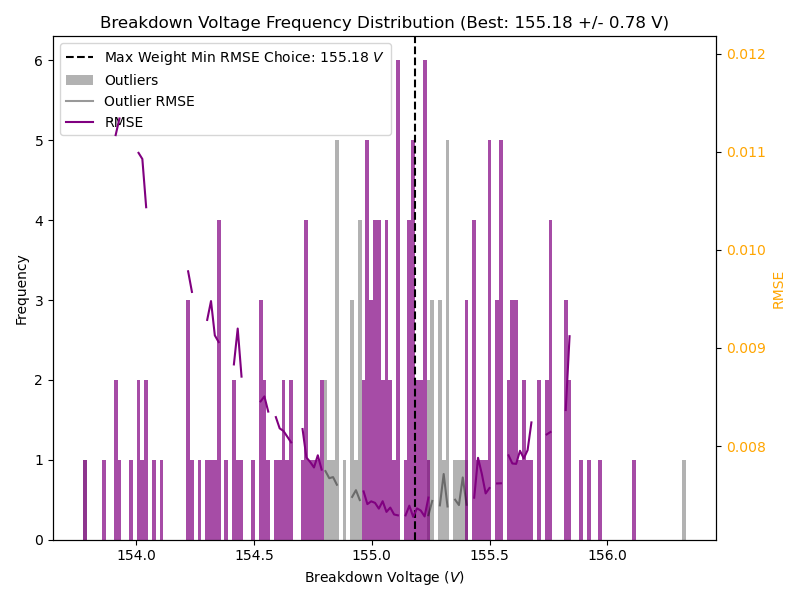 Breakdown Voltage Frequency Distribution (Best: 155.18 +/- 0.78 V)
Max Weight Min RMSE Choice: 155.18 V
Outliers
Outlier RMSE
RMSE
6
5
4
3
2
1
0
Frequency
0.012
0.011
0.010
0.009
0.008
RMSE
154.0 154.5 155.0 155.5 156.0
Breakdown Voltage (V)